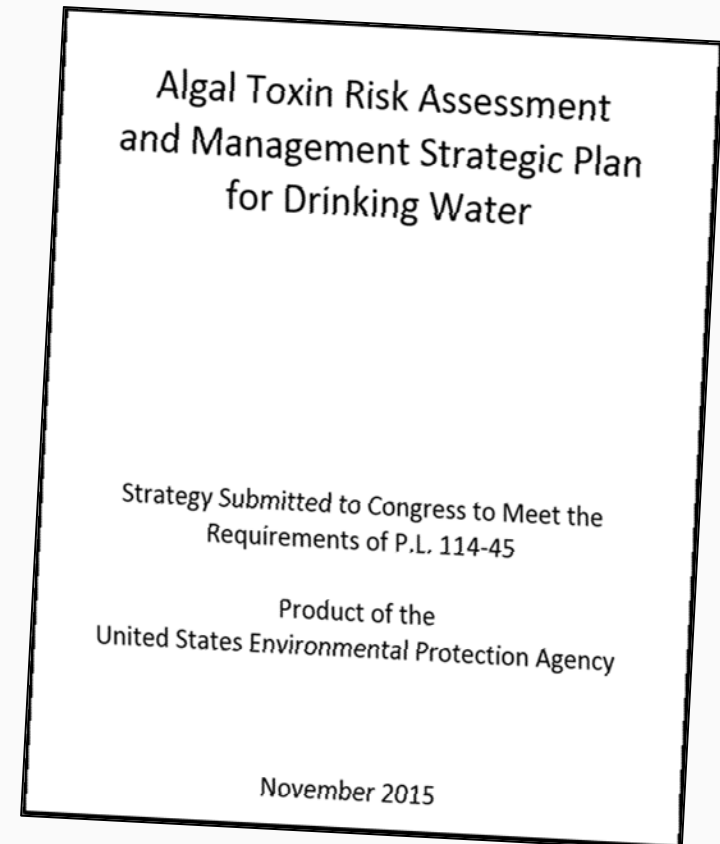 Algal Toxin Risk Assessment
and Management Strategic Plan
for Drinking Water
Strategy Submitted to Congress to Meet the
Requirements of P.L. 114-45
Product of the
United States Environmental Protection Agency
November 2015